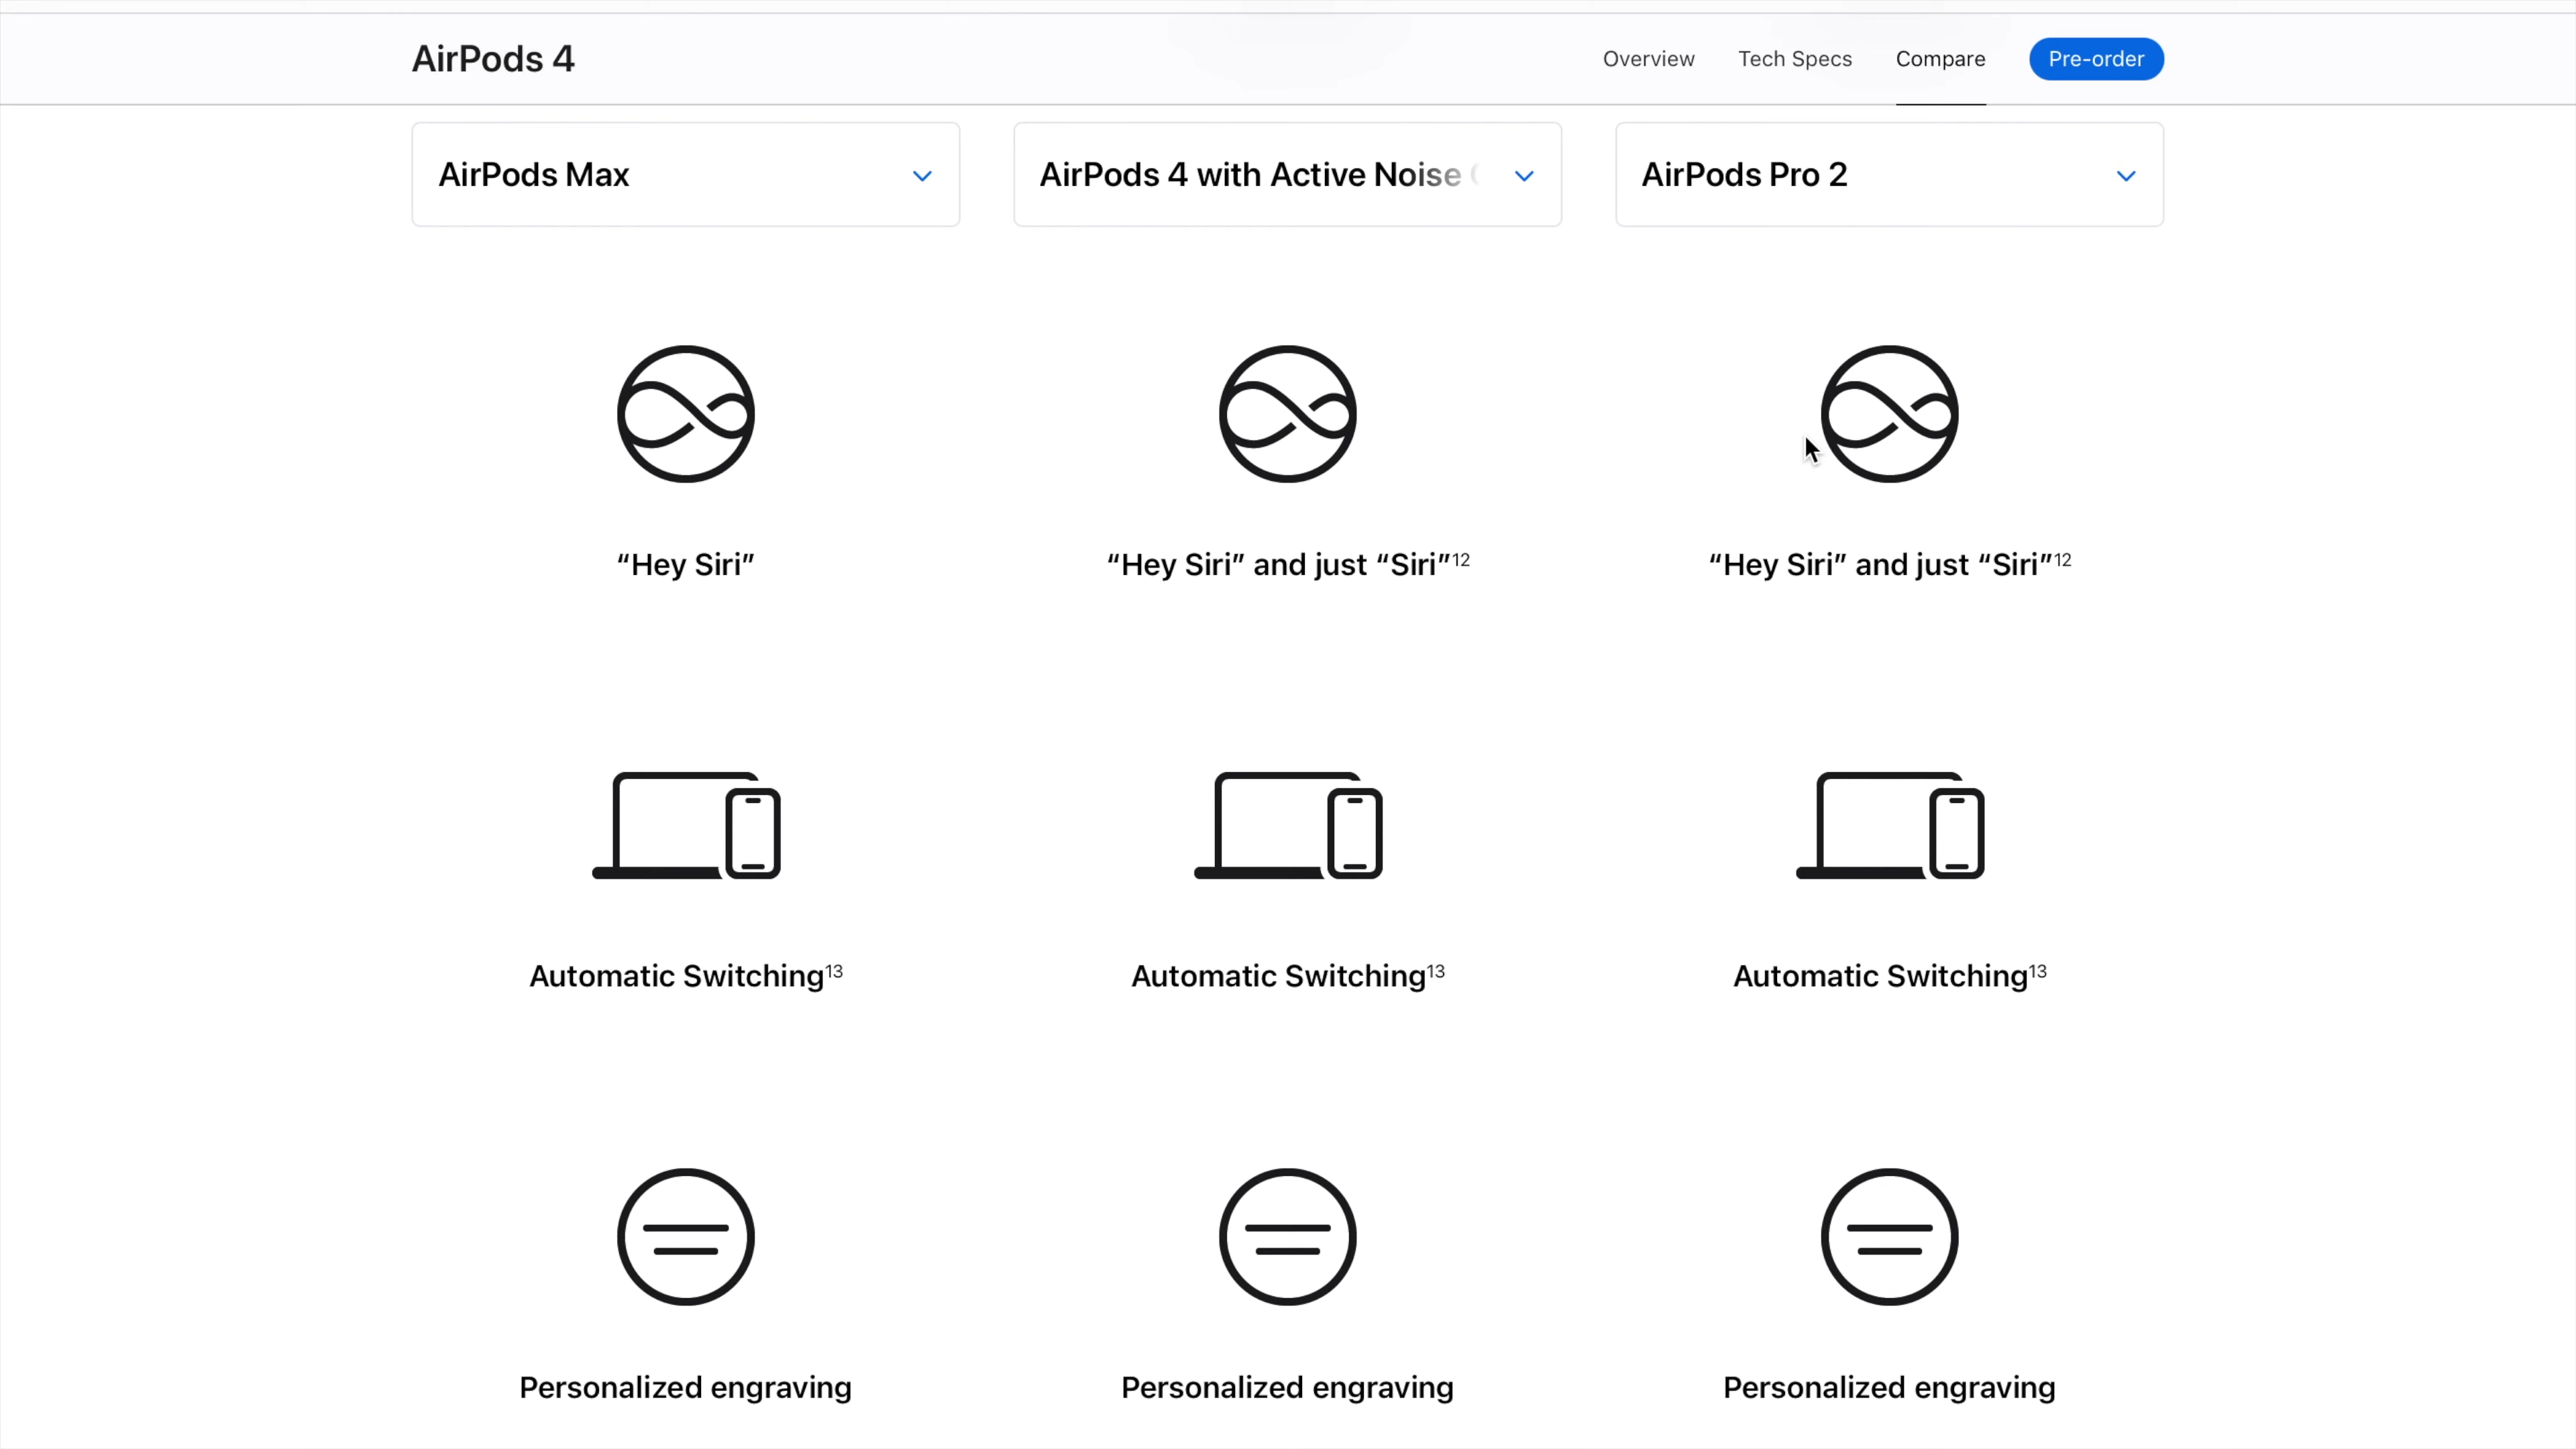 AirPods 4
Overview
Tech Specs
Compare
Pre-order
AirPods Max
AirPods 4 with Active Noise
AirPods Pro 2
“Hey Siri”
“Hey Siri” and just “Siri”12
“Hey Siri” and just “Siri”12
Automatic Switching13
Automatic Switching13
Automatic Switching13
Personalized engraving
Personalized engraving
Personalized engraving